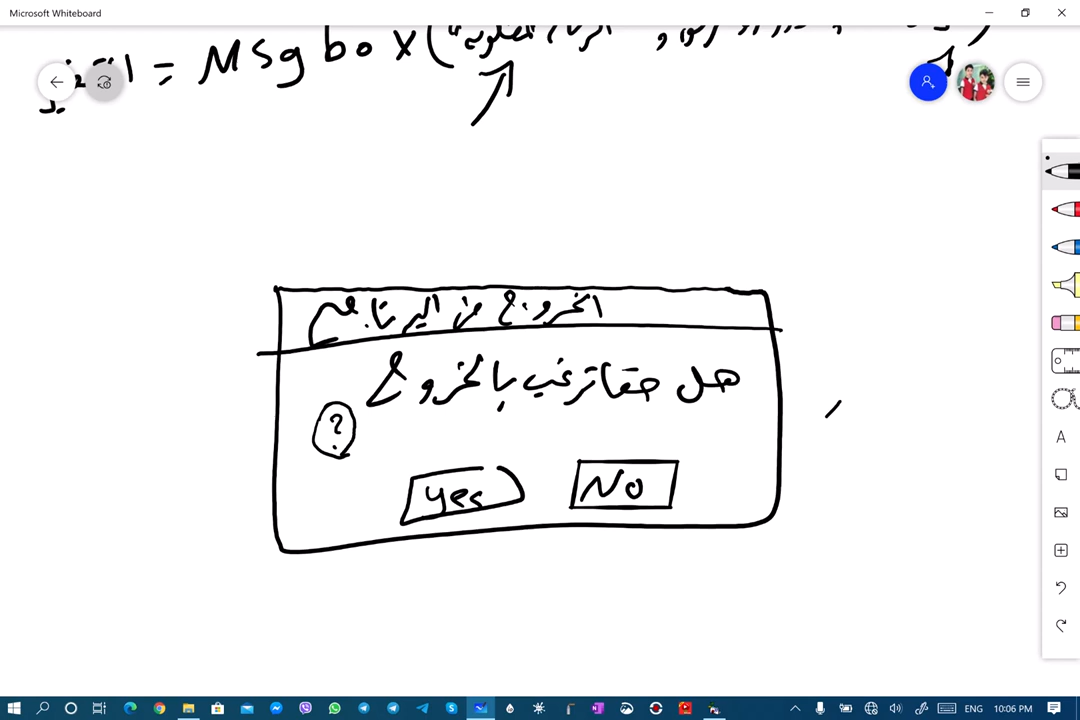 Microsoft Whiteboard
= Msgbox(
الخروج من البرنامج
هل حقا ترغب بالخروج
?
yes No
A
ENG 10:06 PM